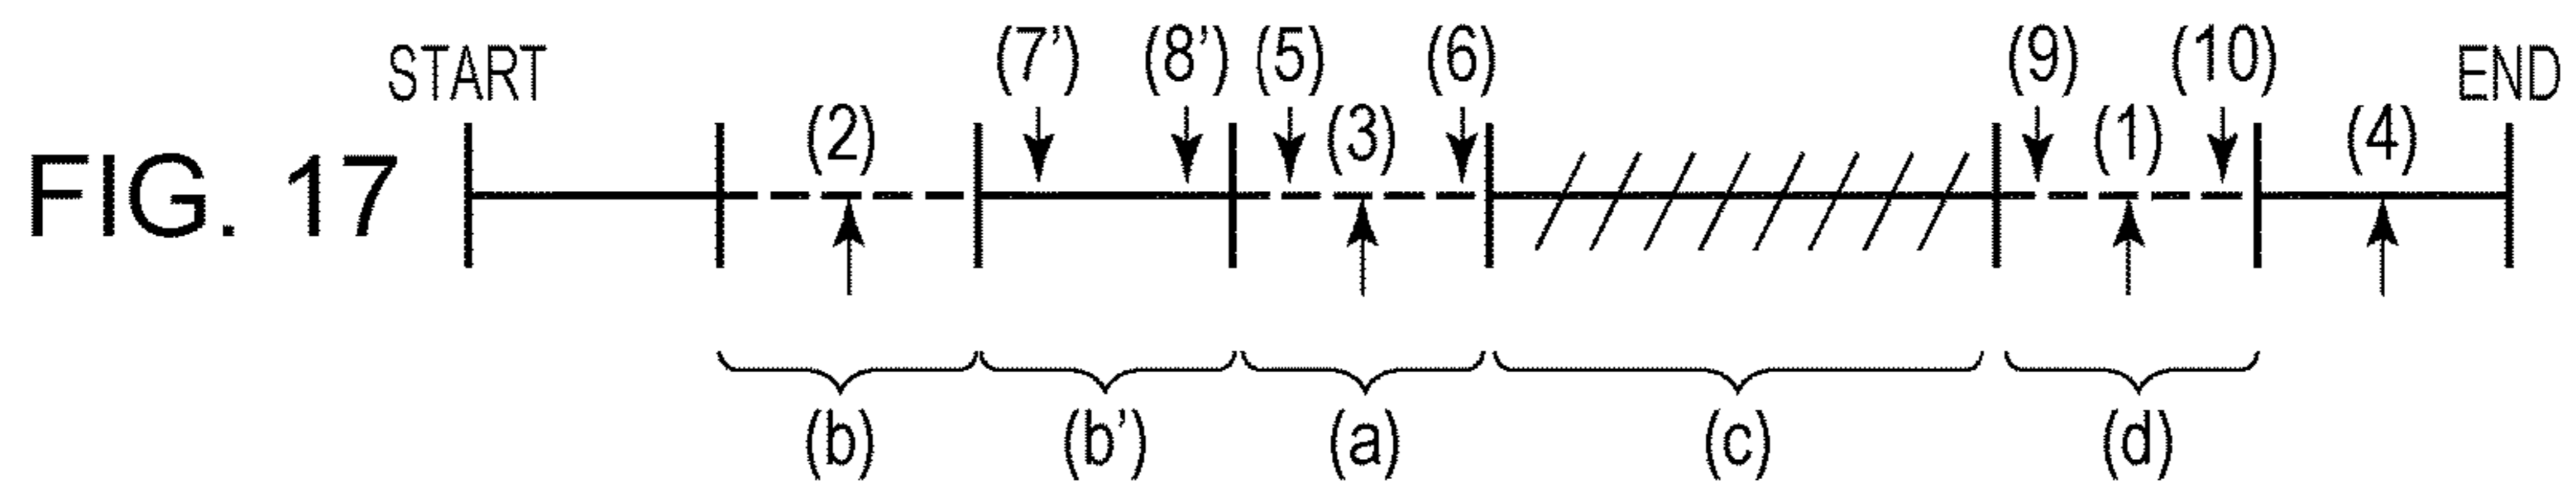 FIG. 17
START (7') (8') (5) (6) (9) (10) END
(2) (3) (1) (4)
(b) (b') (a) (c) (d)